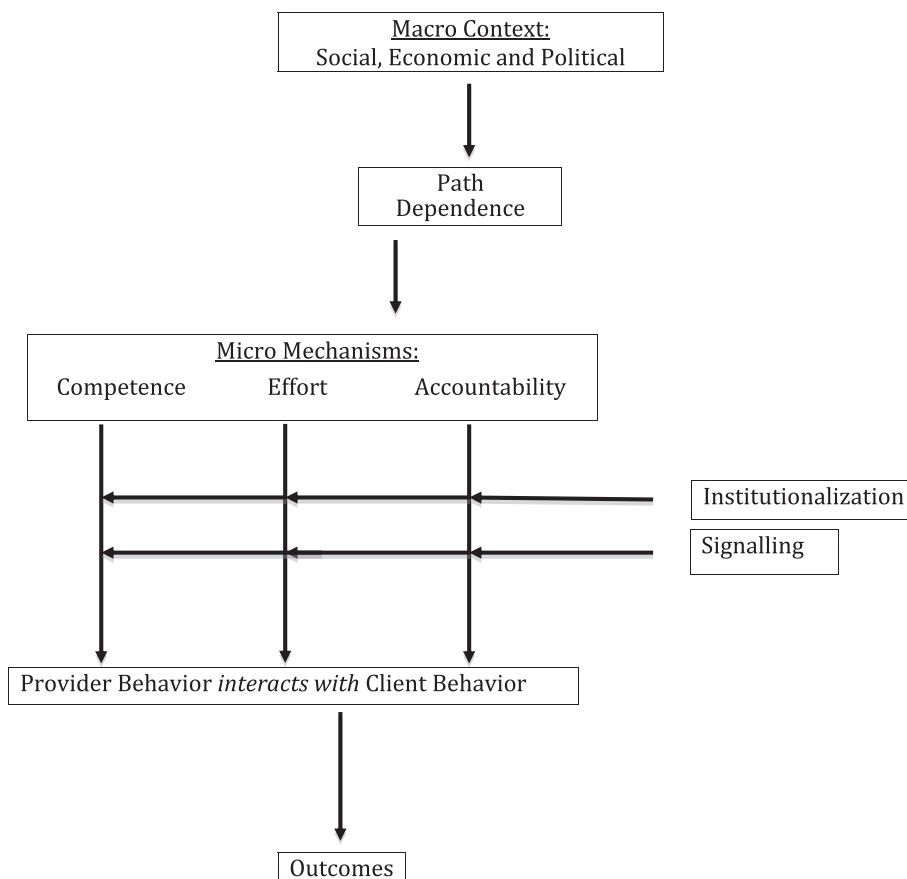 Macro Context:
Social, Economic and Political
Path
Dependence
Micro Mechanisms:
Competence Effort Accountability
Institutionalization
Signalling
Provider Behavior interacts with Client Behavior
Outcomes